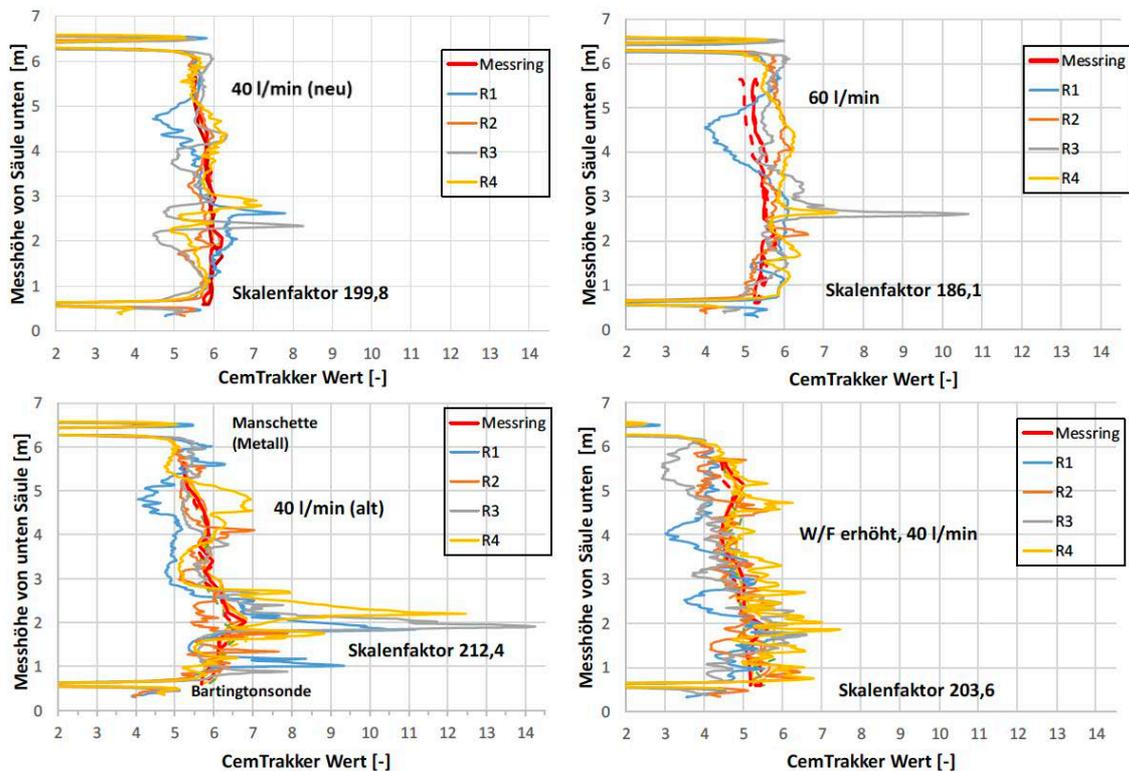 7
6
5
4
3
2
1
0
Messhöhe von Säule unten [m]
40 l/min (neu)
Messring
R1
R2
R3
R4
Skalenfaktor 199,8
2 3 4 5 6 7 8 9 10 11 12 13 14
CemTrakker Wert [-]
7
6
5
4
3
2
1
0
Messhöhe von Säule unten [m]
60 l/min
Messring
R1
R2
R3
R4
Skalenfaktor 186,1
2 3 4 5 6 7 8 9 10 11 12 13 14
CemTrakker Wert [-]
7
6
5
4
3
2
1
0
Messhöhe von unten Säule [m]
Manschette
(Metall)
40 l/min (alt)
Messring
R1
R2
R3
R4
Skalenfaktor 212,4
Bartingtonsonde
2 3 4 5 6 7 8 9 10 11 12 13 14
CemTrakker Wert [-]
7
6
5
4
3
2
1
0
Messhöhe von Säule unten [m]
Messring
R1
R2
R3
R4
W/F erhöht, 40 l/min
Skalenfaktor 203,6
2 3 4 5 6 7 8 9 10 11 12 13 14
CemTrakker Wert [-]